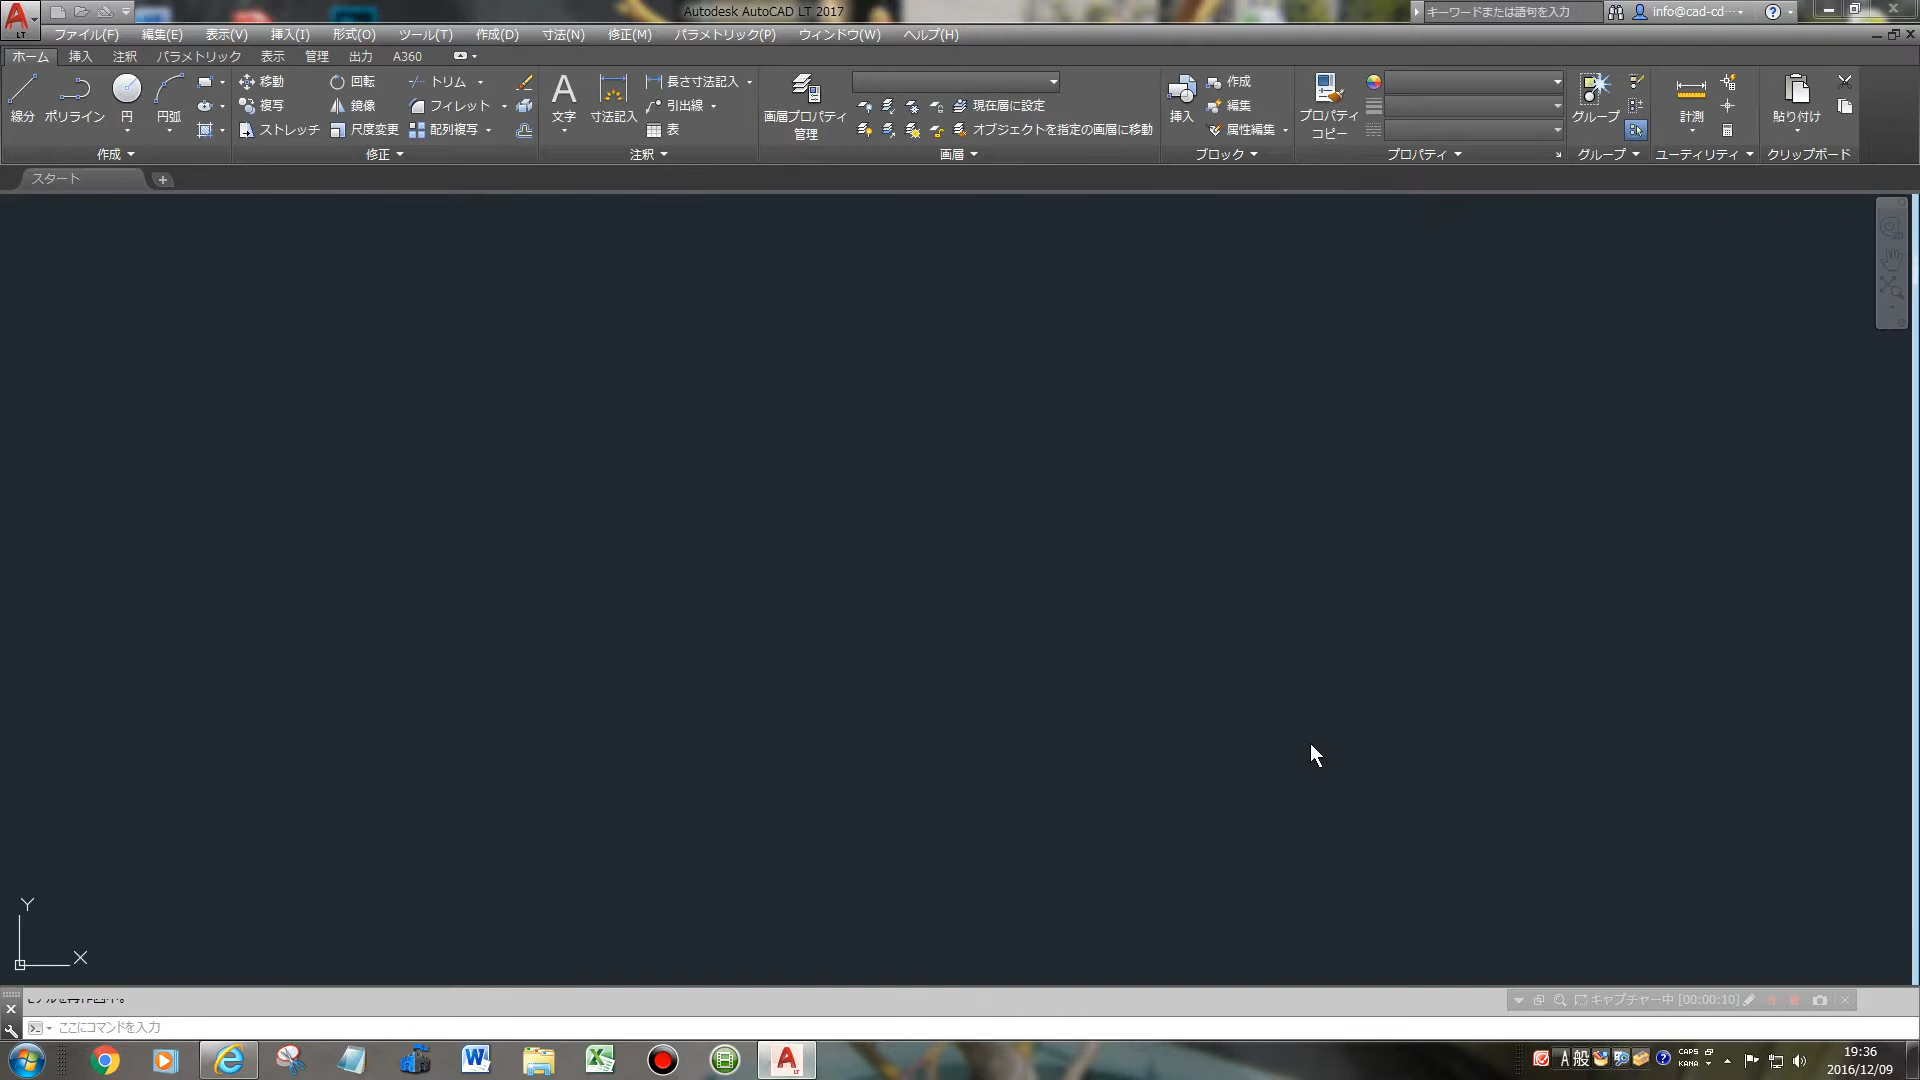 Autodesk AutoCAD LT 2017
キーワードまたは語句を入力
info@cad-cd…
LT
ファイル(F) 編集(E) 表示(V) 挿入(I) 形式(O) ツール(T) 作成(D) 寸法(N) 修正(M) パラメトリック(P) ウィンドウ(W) ヘルプ(H)
ホーム 挿入 注釈 パラメトリック 表示 管理 出力 A360
移動 回転 トリム 長さ寸法記入 作成
複写 鏡像 フィレット 引出線 現在層に設定 編集
線分 ポリライン 円 円弧 文字 寸法記入 画層プロパティ管理 挿入 プロパティコピー グループ 計測 貼り付け
ストレッチ 尺度変更 配列複写 表 オブジェクトを指定の画層に移動 属性編集
作成 修正 注釈 画層 ブロック プロパティ グループ ユーティリティ クリップボード
スタート
Y
X
キャプチャー中 [00:00:10]
ここにコマンドを入力
A 般
CAPS
KANA
19:36
2016/12/09